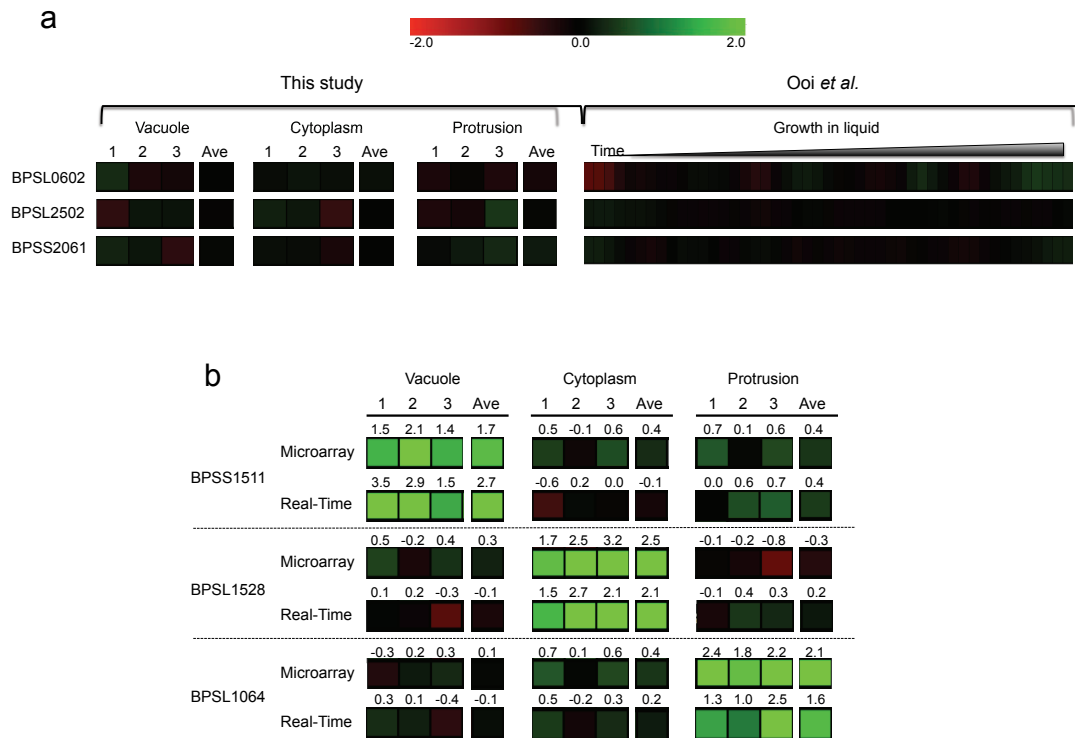 a
-2.0 0.0 2.0
This study Ooi et al.
Vacuole Cytoplasm Protrusion Growth in liquid
1 2 3 Ave 1 2 3 Ave 1 2 3 Ave Time
BPSL0602
BPSL2502
BPSS2061
b
Vacuole Cytoplasm Protrusion
1 2 3 Ave 1 2 3 Ave 1 2 3 Ave
1.5 2.1 1.4 1.7 0.5 -0.1 0.6 0.4 0.7 0.1 0.6 0.4
Microarray
BPSS1511
3.5 2.9 1.5 2.7 -0.6 0.2 0.0 -0.1 0.0 0.6 0.7 0.4
Real-Time
0.5 -0.2 0.4 0.3 1.7 2.5 3.2 2.5 -0.1 -0.2 -0.8 -0.3
Microarray
BPSL1528
0.1 0.2 -0.3 -0.1 1.5 2.7 2.1 2.1 -0.1 0.4 0.3 0.2
Real-Time
-0.3 0.2 0.3 0.1 0.7 0.1 0.6 0.4 2.4 1.8 2.2 2.1
Microarray
BPSL1064
0.3 0.1 -0.4 -0.1 0.5 -0.2 0.3 0.2 1.3 1.0 2.5 1.6
Real-Time